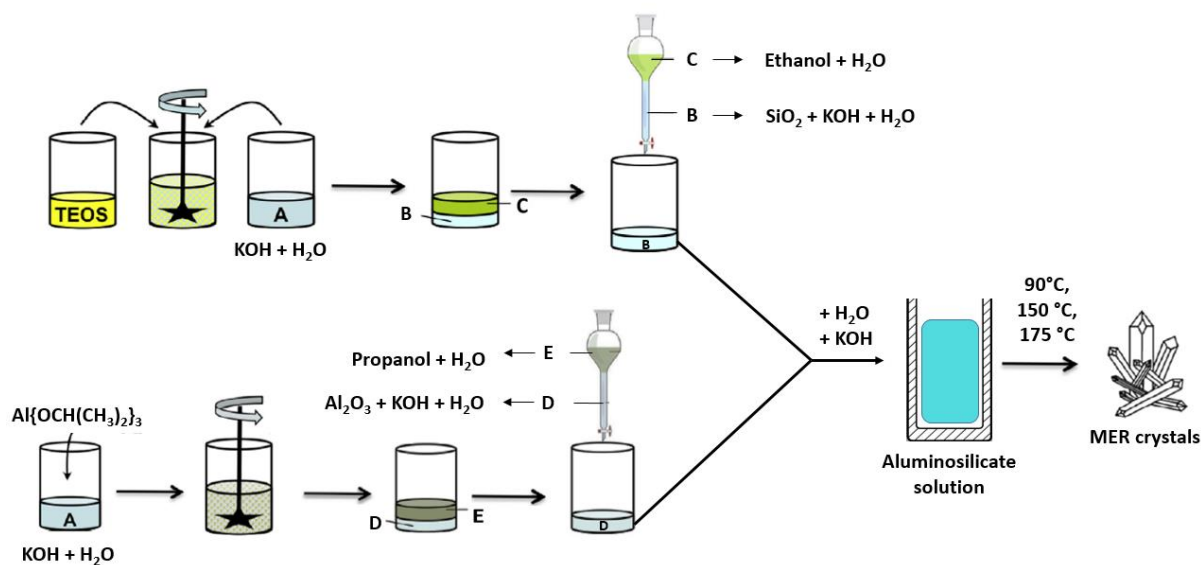 C
Ethanol + H₂O
B
SiO₂ + KOH + H₂O
TEOS
A
KOH + H₂O
B
C
B
+ H₂O
+ KOH
90°C,
150 °C,
175 °C
Aluminosilicate
solution
MER crystals
Propanol + H₂O
E
Al₂O₃ + KOH + H₂O
D
Al{OCH(CH₃)₂}₃
A
KOH + H₂O
D
E
D